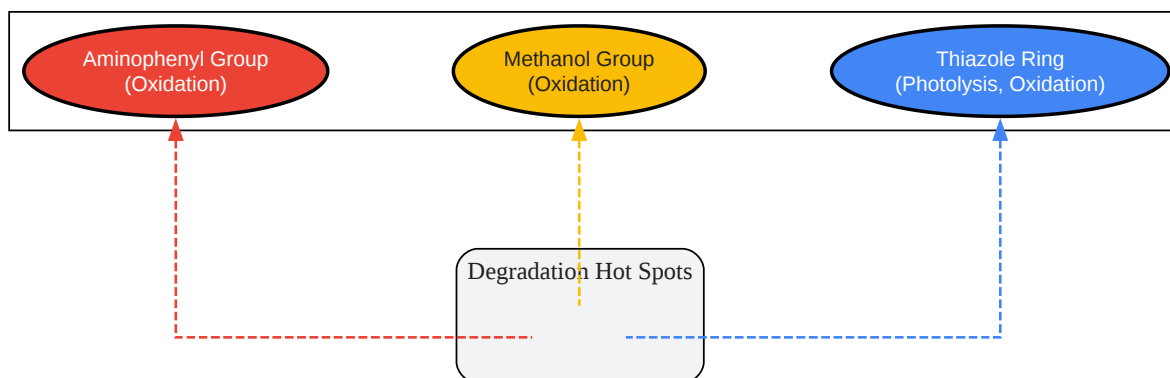 Aminophenyl Group
(Oxidation)
Methanol Group
(Oxidation)
Thiazole Ring
(Photolysis, Oxidation)
Degradation Hot Spots